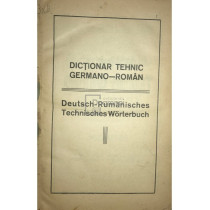 DICȚIONAR TEHNIC
GERMANO—ROMÂN
Deutsch-Rumänisches
Technisches Wörterbuch